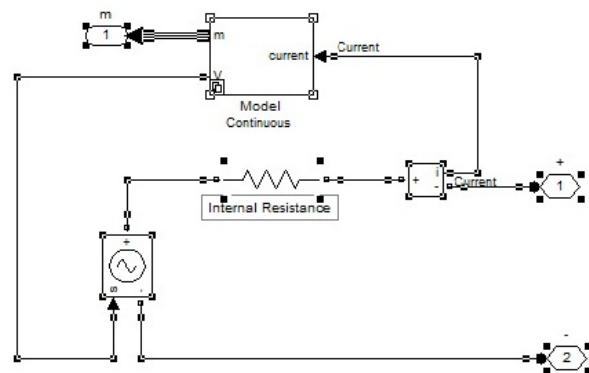 m
1
m
current
Current
V
Model
Continuous
+
i
-
Current
+
1
Internal Resistance
+
s
-
-
2